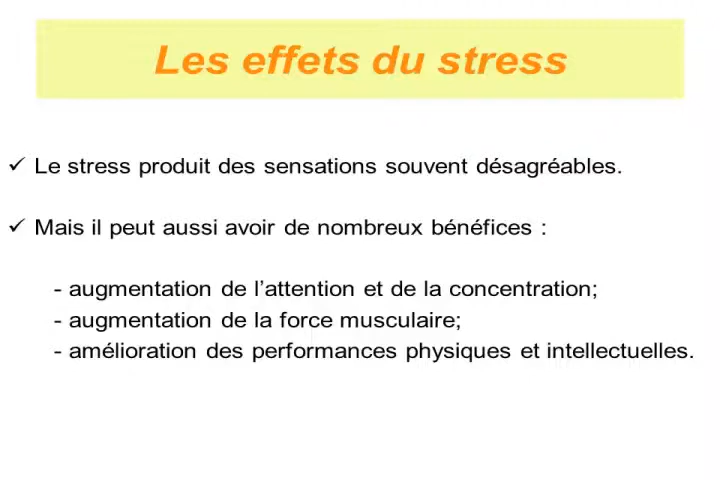 Les effets du stress
✓ Le stress produit des sensations souvent désagréables.
✓ Mais il peut aussi avoir de nombreux bénéfices :
- augmentation de l’attention et de la concentration;
- augmentation de la force musculaire;
- amélioration des performances physiques et intellectuelles.